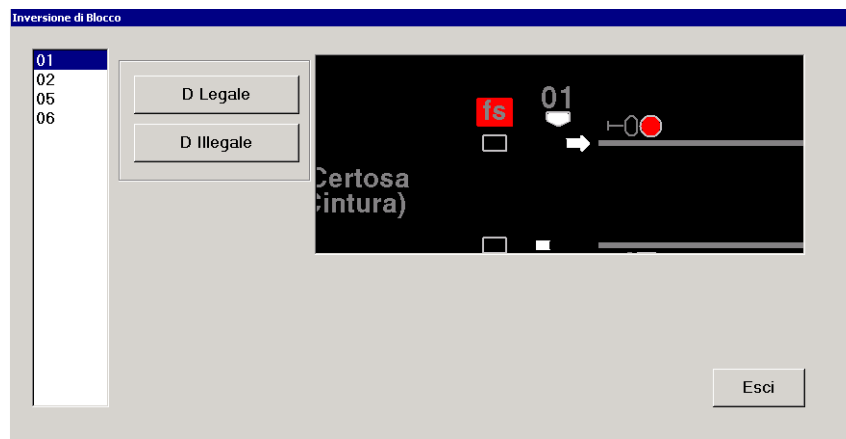 Inversione di Blocco
01
02
05
06
D Legale
D Illegale
fs
01
Certosa
Cintura)
Esci